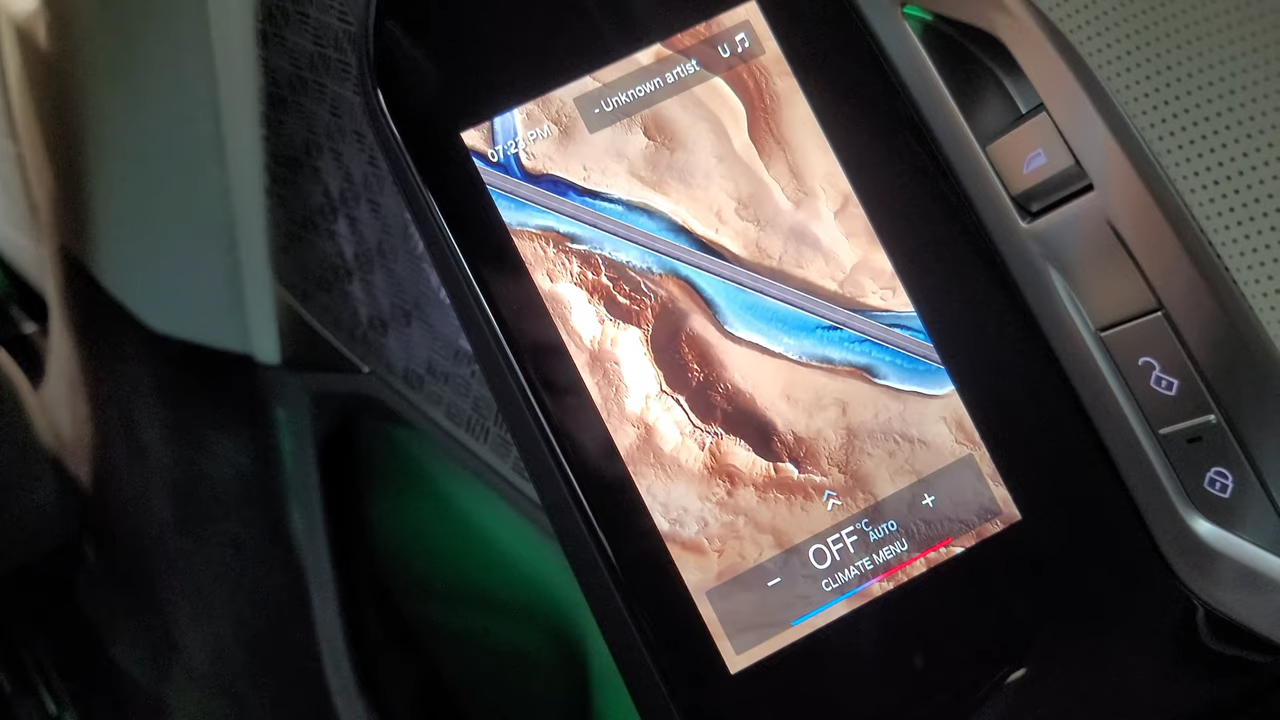 - Unknown artist U
07:23 PM
- OFF °C AUTO +
CLIMATE MENU